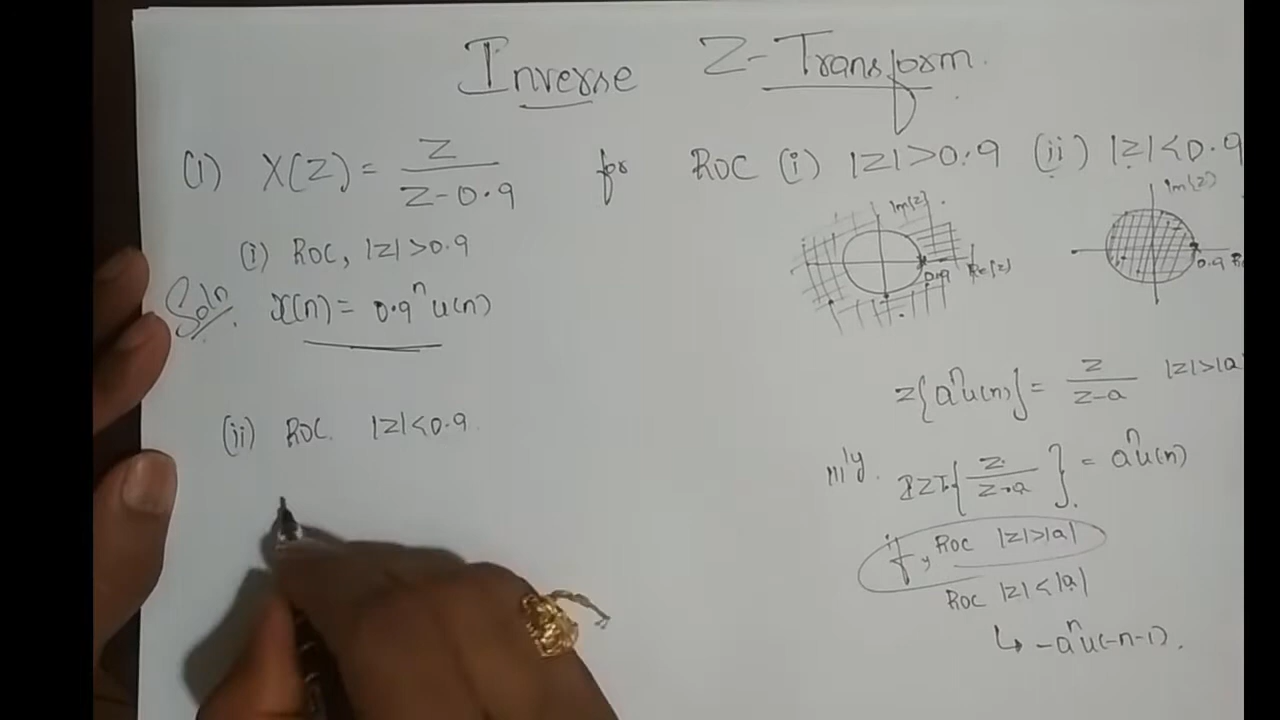 Inverse Z-Transform.
(1) X(Z) = Z / Z-0.9 for ROC (i) |Z|>0.9 (ii) |Z|<0.9
Im{Z}
0.9 Re{z}
Im{Z}
0.9 Re
(i) ROC, |Z|>0.9
Soln. x(n) = 0.9^n u(n)
(ii) ROC. |Z|<0.9
Z{a^n u(n)} = Z / Z-a |Z|>|a|
|||'y. IZT{Z / Z-a}. = a^n u(n)
if, ROC |Z|>|a|
ROC |Z|<|a|
↳ -a^n u(-n-1).